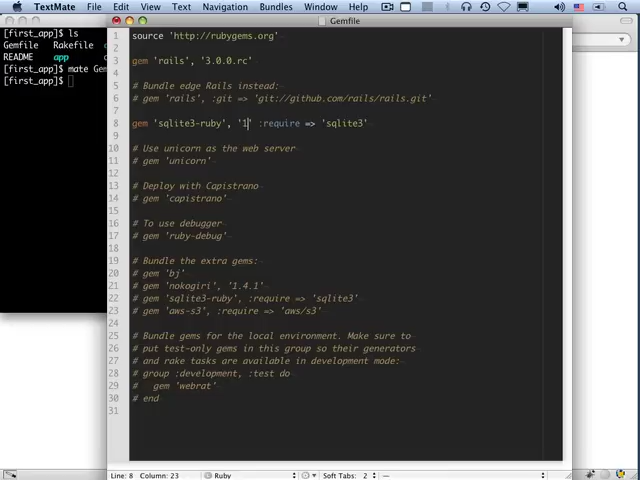 TextMate File Edit View Text Navigation Bundles Window Help
Gemfile
[first_app]$ ls
Gemfile Rakefile
README app
[first_app]$ mate Gem
[first_app]$
1 source 'http://rubygems.org'
2
3 gem 'rails', '3.0.0.rc'
4
5 # Bundle edge Rails instead:
6 # gem 'rails', :git => 'git://github.com/rails/rails.git'
7
8 gem 'sqlite3-ruby', '1' :require => 'sqlite3'
9
10 # Use unicorn as the web server
11 # gem 'unicorn'
12
13 # Deploy with Capistrano
14 # gem 'capistrano'
15
16 # To use debugger
17 # gem 'ruby-debug'
18
19 # Bundle the extra gems:
20 # gem 'bj'
21 # gem 'nokogiri', '1.4.1'
22 # gem 'sqlite3-ruby', :require => 'sqlite3'
23 # gem 'aws-s3', :require => 'aws/s3'
24
25 # Bundle gems for the local environment. Make sure to
26 # put test-only gems in this group so their generators
27 # and rake tasks are available in development mode:
28 # group :development, :test do
29 # gem 'webrat'
30 # end
31
Line: 8 Column: 23 Ruby Soft Tabs: 2 —